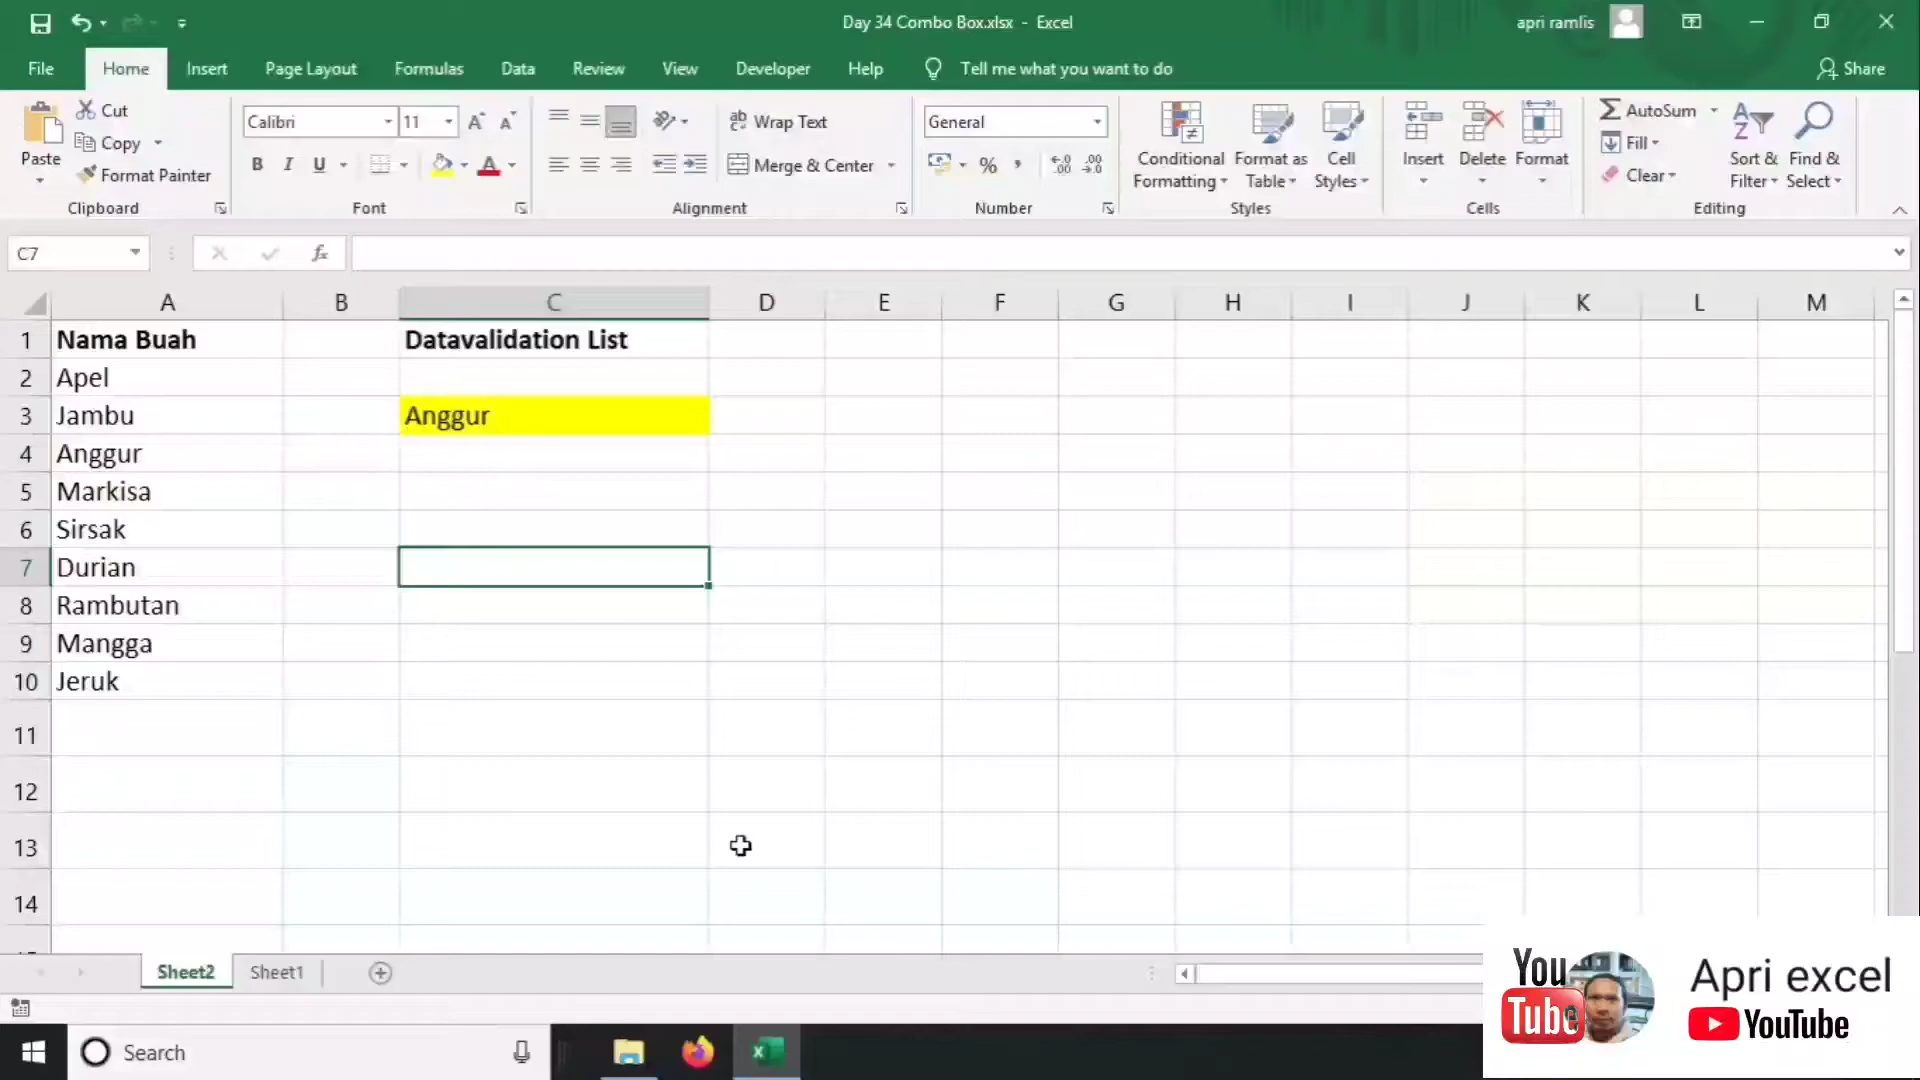 Day 34 Combo Box.xlsx - Excel
apri ramlis
File Home Insert Page Layout Formulas Data Review View Developer Help Tell me what you want to do Share
Paste
Cut
Copy
Format Painter
Clipboard
Calibri 11
B I U A
Font
Wrap Text
Merge & Center
Alignment
General
%
Number
Conditional Formatting
Format as Table
Cell Styles
Styles
Insert Delete Format
Cells
AutoSum
Fill
Clear
Sort & Filter
Find & Select
Editing
C7 fx
A B C D E F G H I J K L M
1 Nama Buah Datavalidation List
2 Apel
3 Jambu Anggur
4 Anggur
5 Markisa
6 Sirsak
7 Durian
8 Rambutan
9 Mangga
10 Jeruk
11
12
13
14
Sheet2 Sheet1
Search
You Tube
Apri excel
YouTube